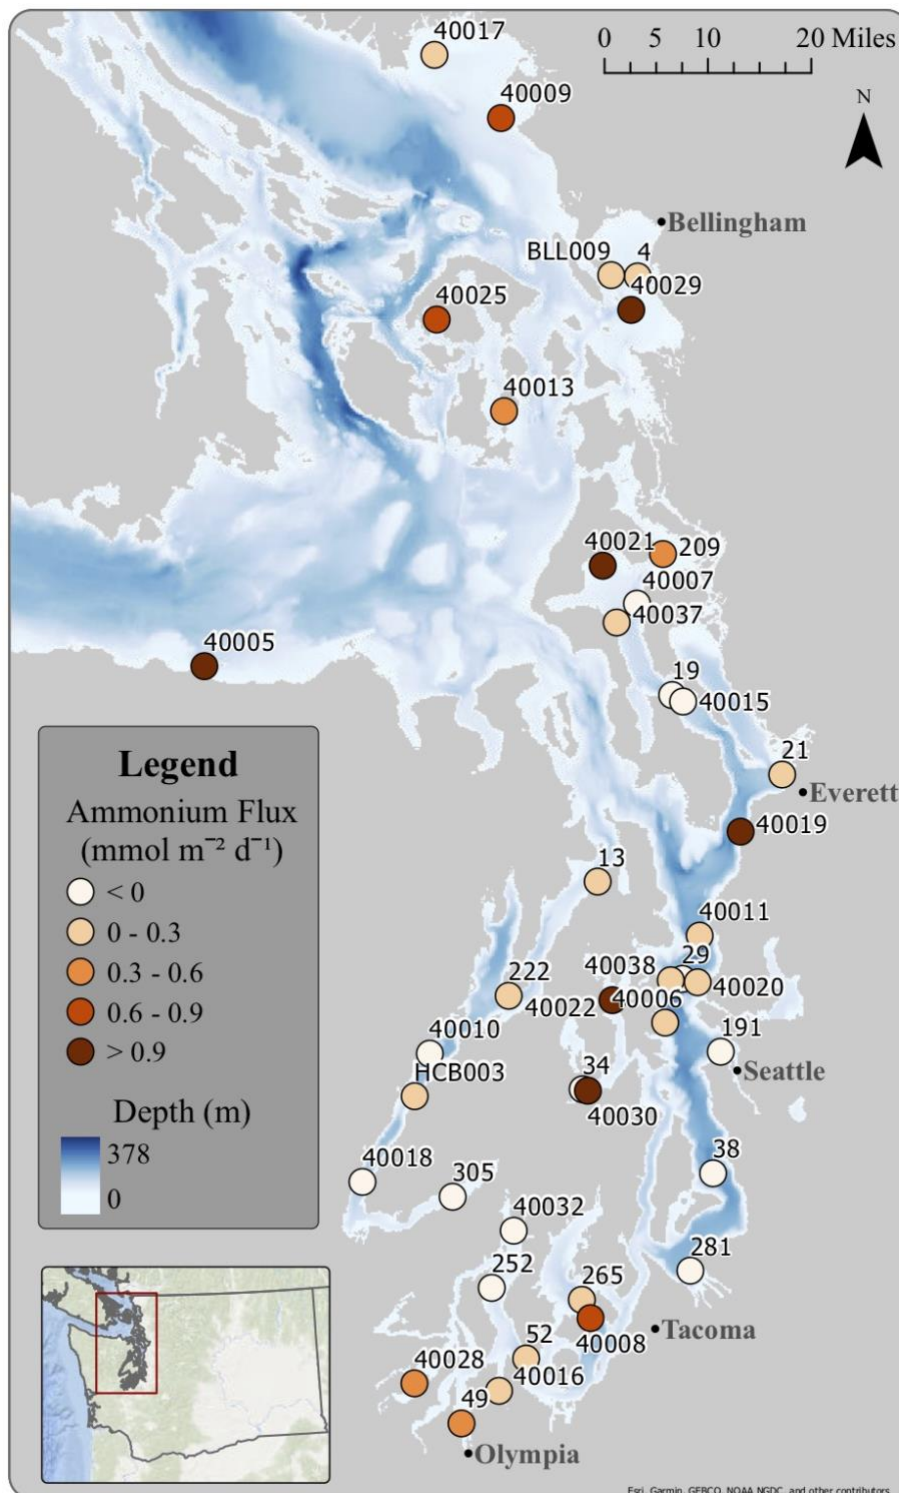 40017
0 5 10 20 Miles
40009
N
Bellingham
BLL009
4
40029
40025
40013
40021
209
40007
40037
40005
19
40015
21
Everett
40019
Legend
Ammonium Flux
(mmol m⁻² d⁻¹)
< 0
0 - 0.3
0.3 - 0.6
0.6 - 0.9
> 0.9
Depth (m)
378
0
13
40011
29
40038
40020
222
40022
40006
40010
191
HCB003
34
Seattle
40030
38
40018
305
40032
281
252
265
40008
Tacoma
52
40028
40016
49
Olympia
Esri, Garmin, GEBCO, NOAA NGDC, and other contributors